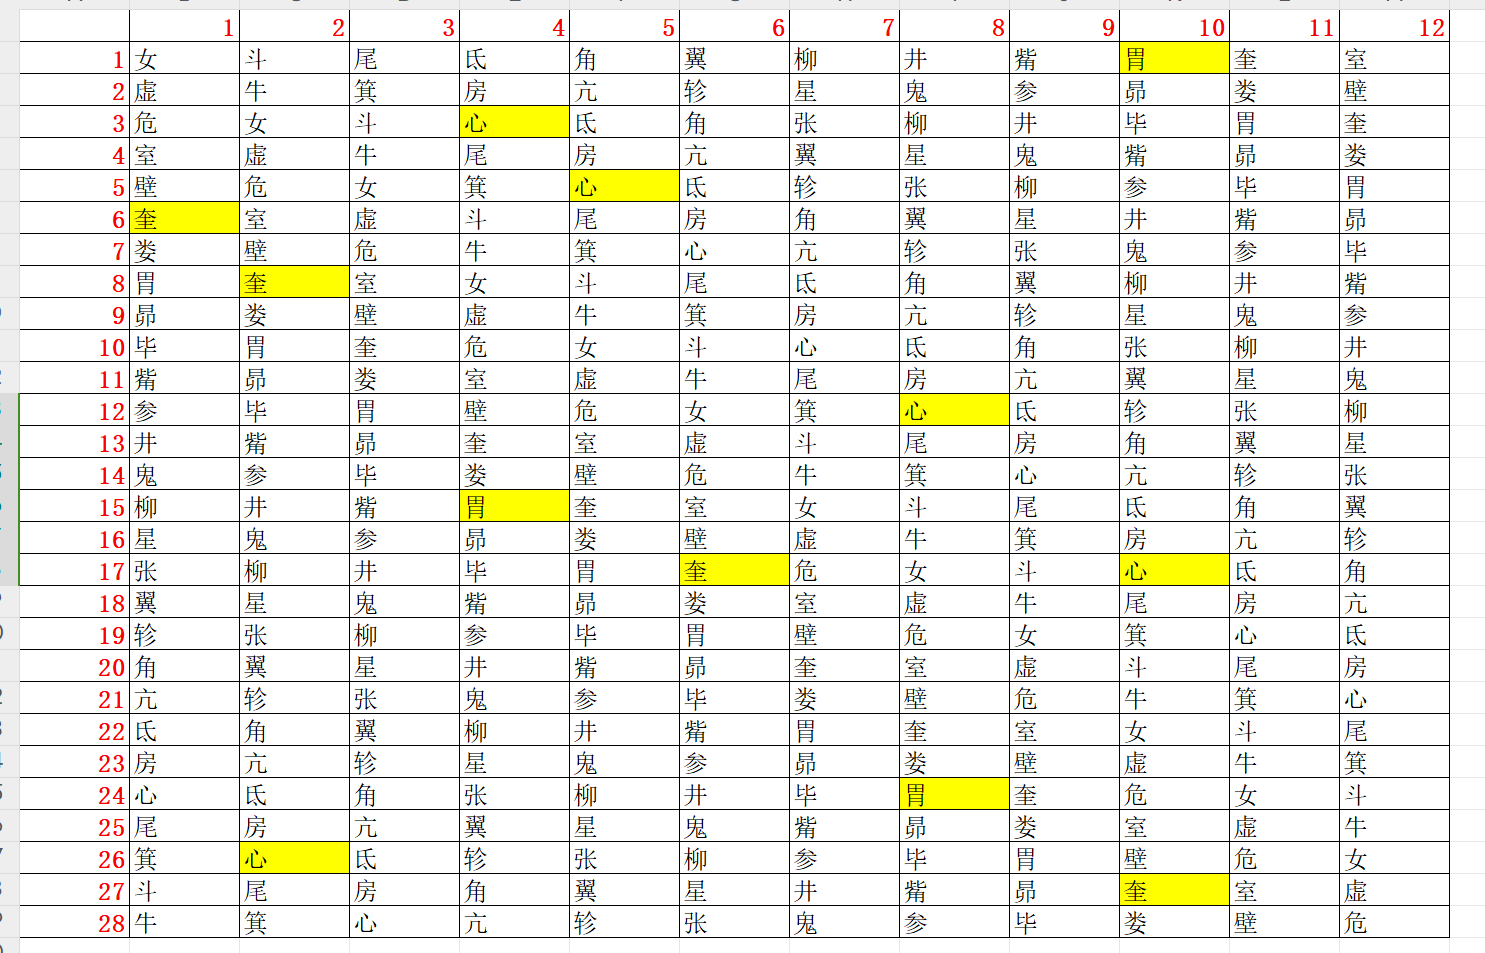 1 2 3 4 5 6 7 8 9 10 11 12
1 女 斗 尾 氐 角 翼 柳 井 觜 胃 奎 室
2 虚 牛 箕 房 亢 轸 星 鬼 参 昴 娄 壁
3 危 女 斗 心 氐 角 张 柳 井 毕 胃 奎
4 室 虚 牛 尾 房 亢 翼 星 鬼 觜 昴 娄
5 壁 危 女 箕 心 氐 轸 张 柳 参 毕 胃
6 奎 室 虚 斗 尾 房 角 翼 星 井 觜 昴
7 娄 壁 危 牛 箕 心 亢 轸 张 鬼 参 毕
8 胃 奎 室 女 斗 尾 氐 角 翼 柳 井 觜
9 昴 娄 壁 虚 牛 箕 房 亢 轸 星 鬼 参
10 毕 胃 奎 危 女 斗 心 氐 角 张 柳 井
11 觜 昴 娄 室 虚 牛 尾 房 亢 翼 星 鬼
12 参 毕 胃 壁 危 女 箕 心 氐 轸 张 柳
13 井 觜 昴 奎 室 虚 斗 尾 房 角 翼 星
14 鬼 参 毕 娄 壁 危 牛 箕 心 亢 轸 张
15 柳 井 觜 胃 奎 室 女 斗 尾 氐 角 翼
16 星 鬼 参 昴 娄 壁 虚 牛 箕 房 亢 轸
17 张 柳 井 毕 胃 奎 危 女 斗 心 氐 角
18 翼 星 鬼 觜 昴 娄 室 虚 牛 尾 房 亢
19 轸 张 柳 参 毕 胃 壁 危 女 箕 心 氐
20 角 翼 星 井 觜 昴 奎 室 虚 斗 尾 房
21 亢 轸 张 鬼 参 毕 娄 壁 危 牛 箕 心
22 氐 角 翼 柳 井 觜 胃 奎 室 女 斗 尾
23 房 亢 轸 星 鬼 参 昴 娄 壁 虚 牛 箕
24 心 氐 角 张 柳 井 毕 胃 奎 危 女 斗
25 尾 房 亢 翼 星 鬼 觜 昴 娄 室 虚 牛
26 箕 心 氐 轸 张 柳 参 毕 胃 壁 危 女
27 斗 尾 房 角 翼 星 井 觜 昴 奎 室 虚
28 牛 箕 心 亢 轸 张 鬼 参 毕 娄 壁 危